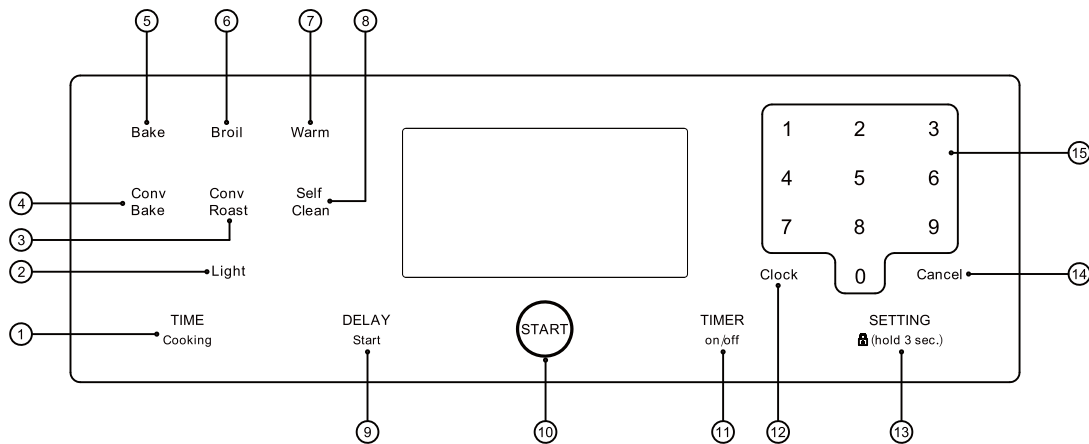 5 6 7 8
Bake Broil Warm
1 2 3
15
4 5 6
Conv Conv Self
Bake Roast Clean
4
3
7 8 9
2 Light
Clock 0 Cancel 14
1
TIME DELAY START TIMER SETTING
Cooking Start on/off (hold 3 sec.)
9 10 11 12 13